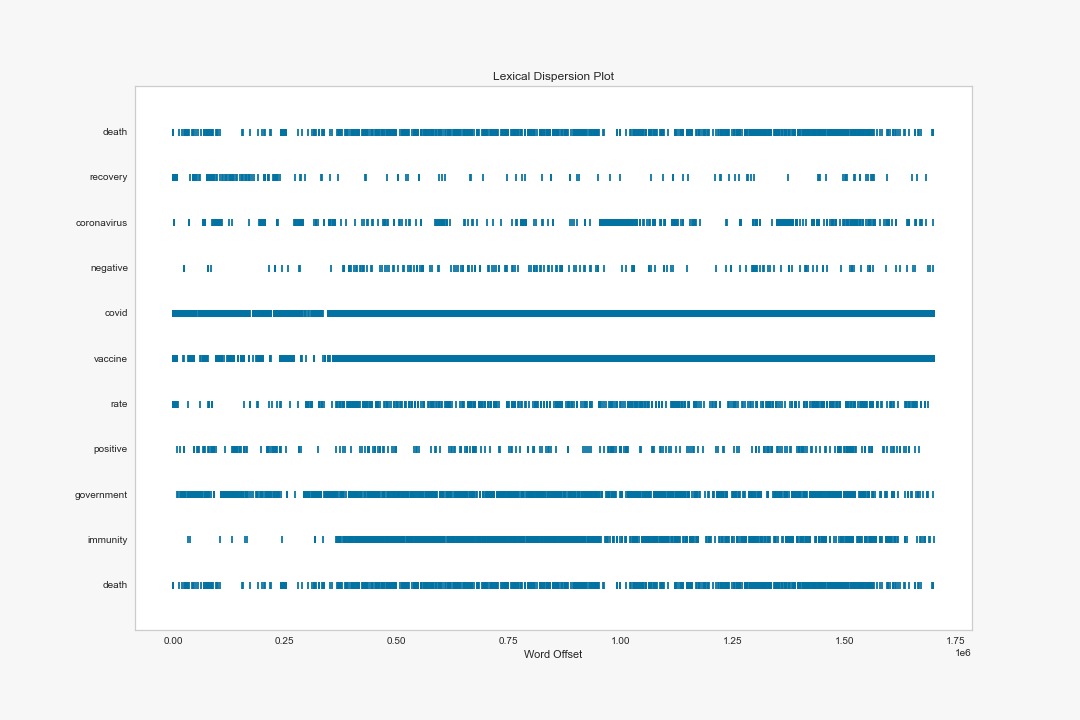 Lexical Dispersion Plot
death
recovery
coronavirus
negative
covid
vaccine
rate
positive
government
immunity
death
0.00 0.25 0.50 0.75 1.00 1.25 1.50 1.75
1e6
Word Offset